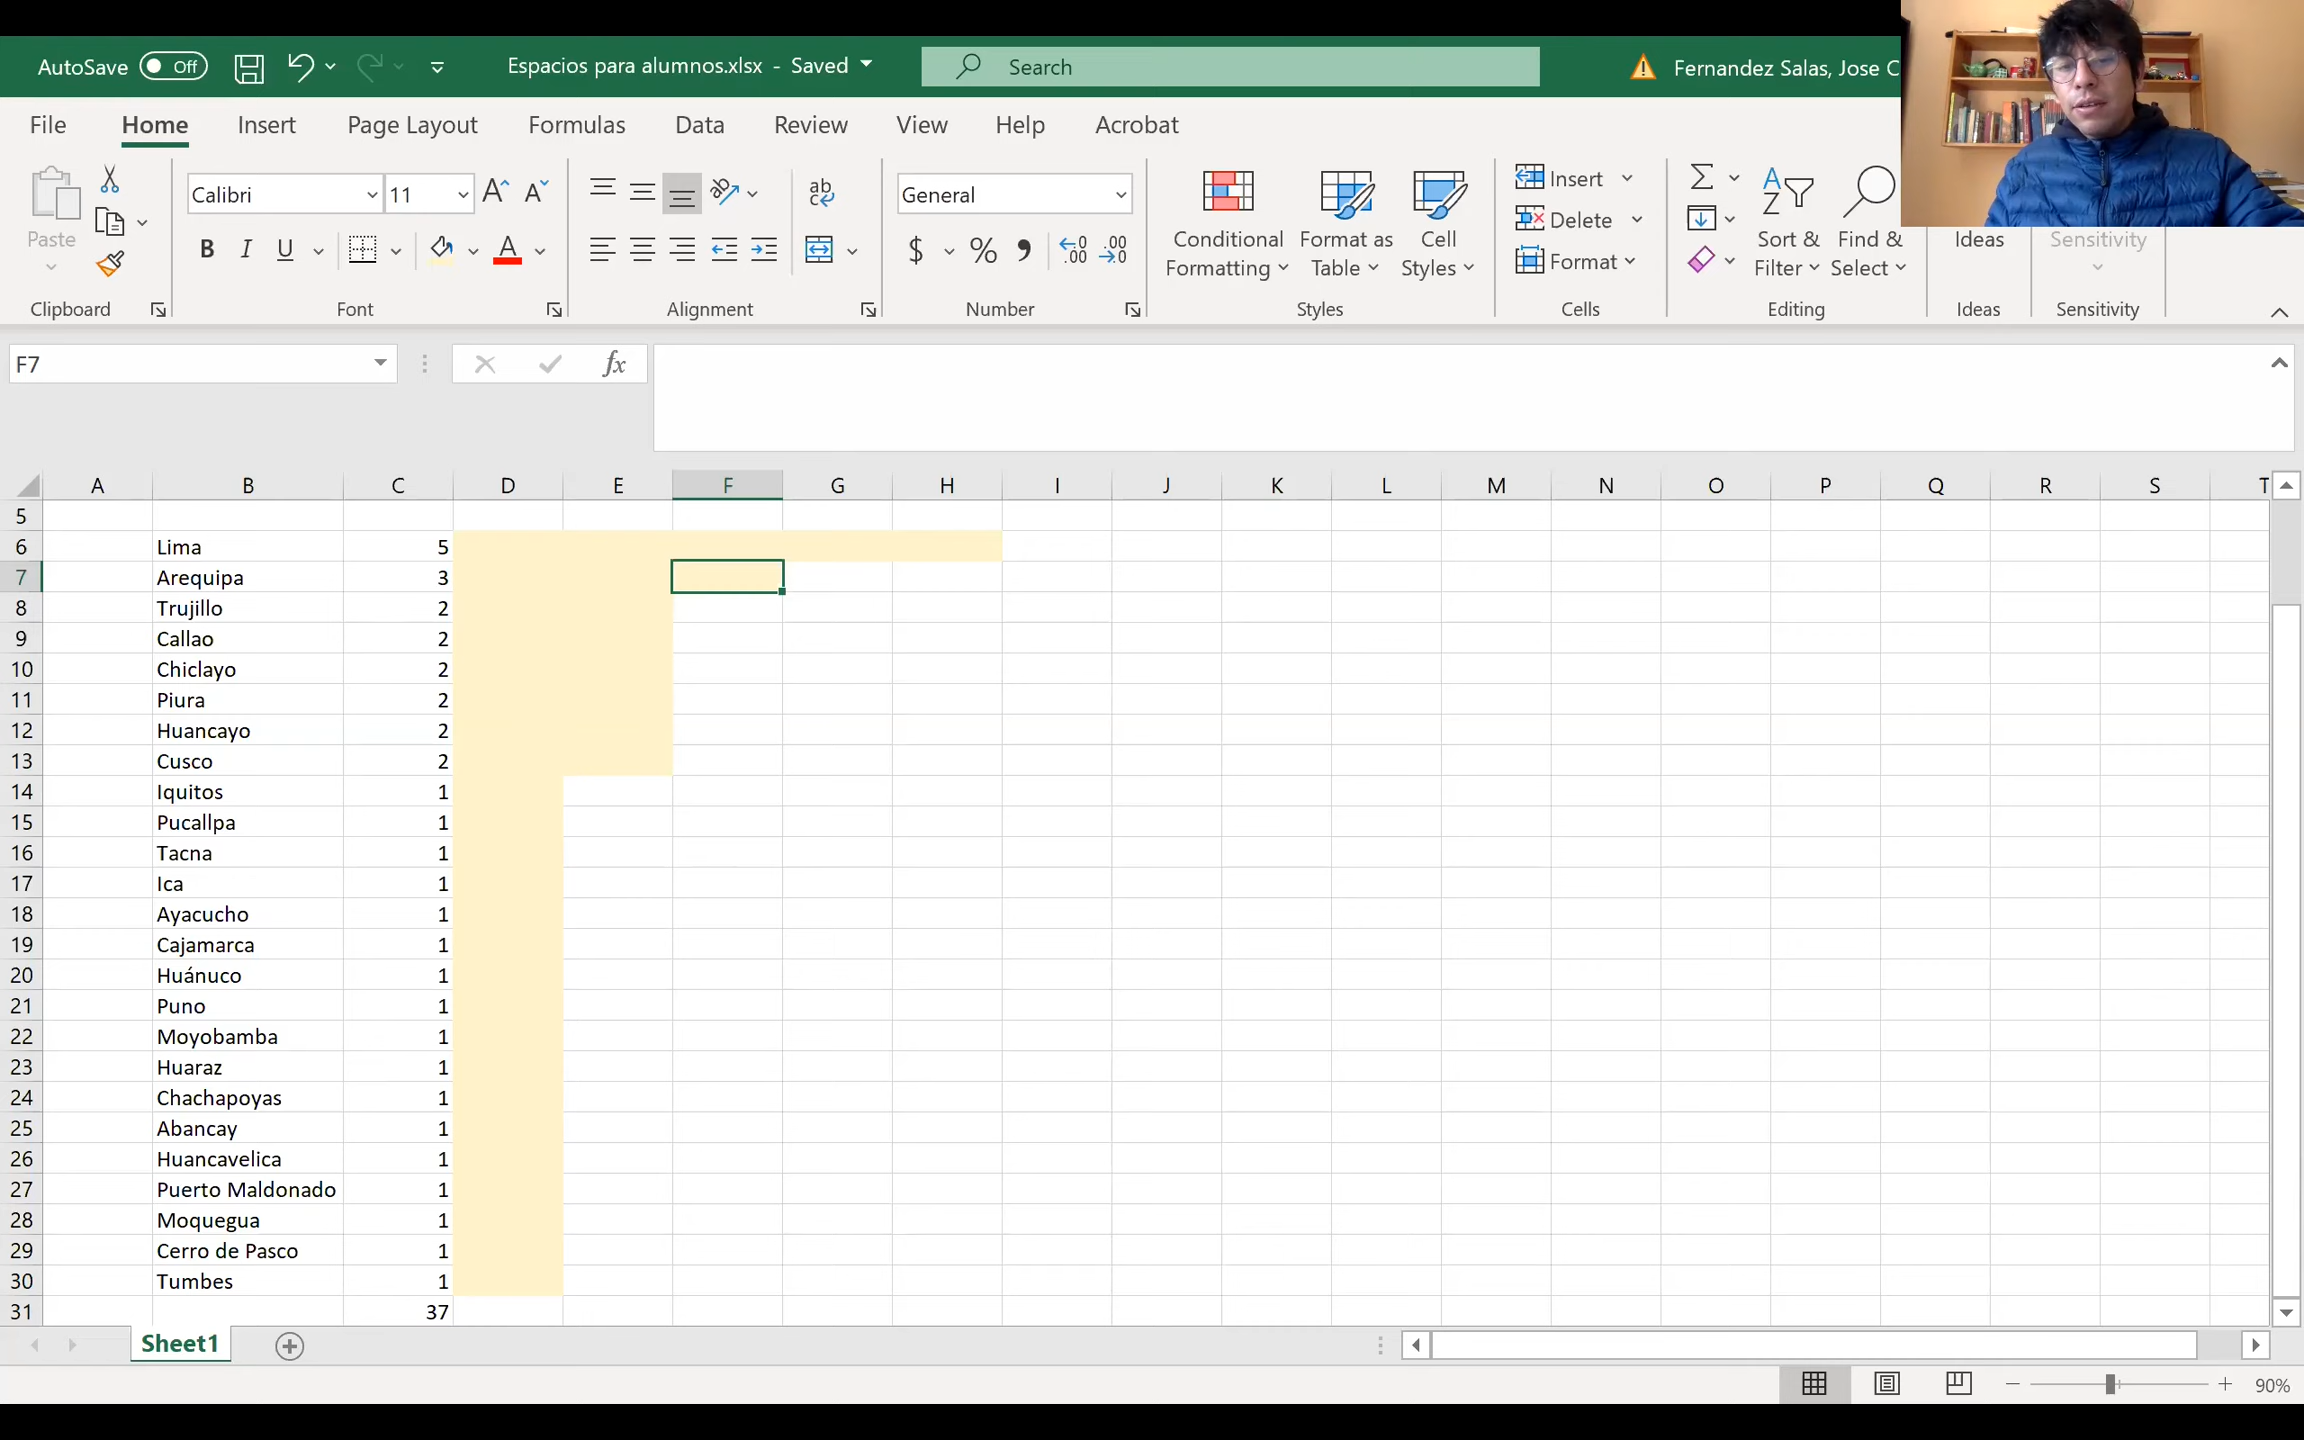 AutoSave Off Espacios para alumnos.xlsx - Saved Search Fernandez Salas, Jose C
File Home Insert Page Layout Formulas Data Review View Help Acrobat
Paste
Calibri 11
B I U A
ab
General
$ % .00 .00
Conditional Formatting
Format as Table
Cell Styles
Insert
Delete
Format
Sort & Filter
Find & Select
Ideas
Sensitivity
Clipboard Font Alignment Number Styles Cells Editing Ideas Sensitivity
F7 fx
A B C D E F G H I J K L M N O P Q R S T
5
6 Lima 5
7 Arequipa 3
8 Trujillo 2
9 Callao 2
10 Chiclayo 2
11 Piura 2
12 Huancayo 2
13 Cusco 2
14 Iquitos 1
15 Pucallpa 1
16 Tacna 1
17 Ica 1
18 Ayacucho 1
19 Cajamarca 1
20 Huánuco 1
21 Puno 1
22 Moyobamba 1
23 Huaraz 1
24 Chachapoyas 1
25 Abancay 1
26 Huancavelica 1
27 Puerto Maldonado 1
28 Moquegua 1
29 Cerro de Pasco 1
30 Tumbes 1
31 37
Sheet1
90%